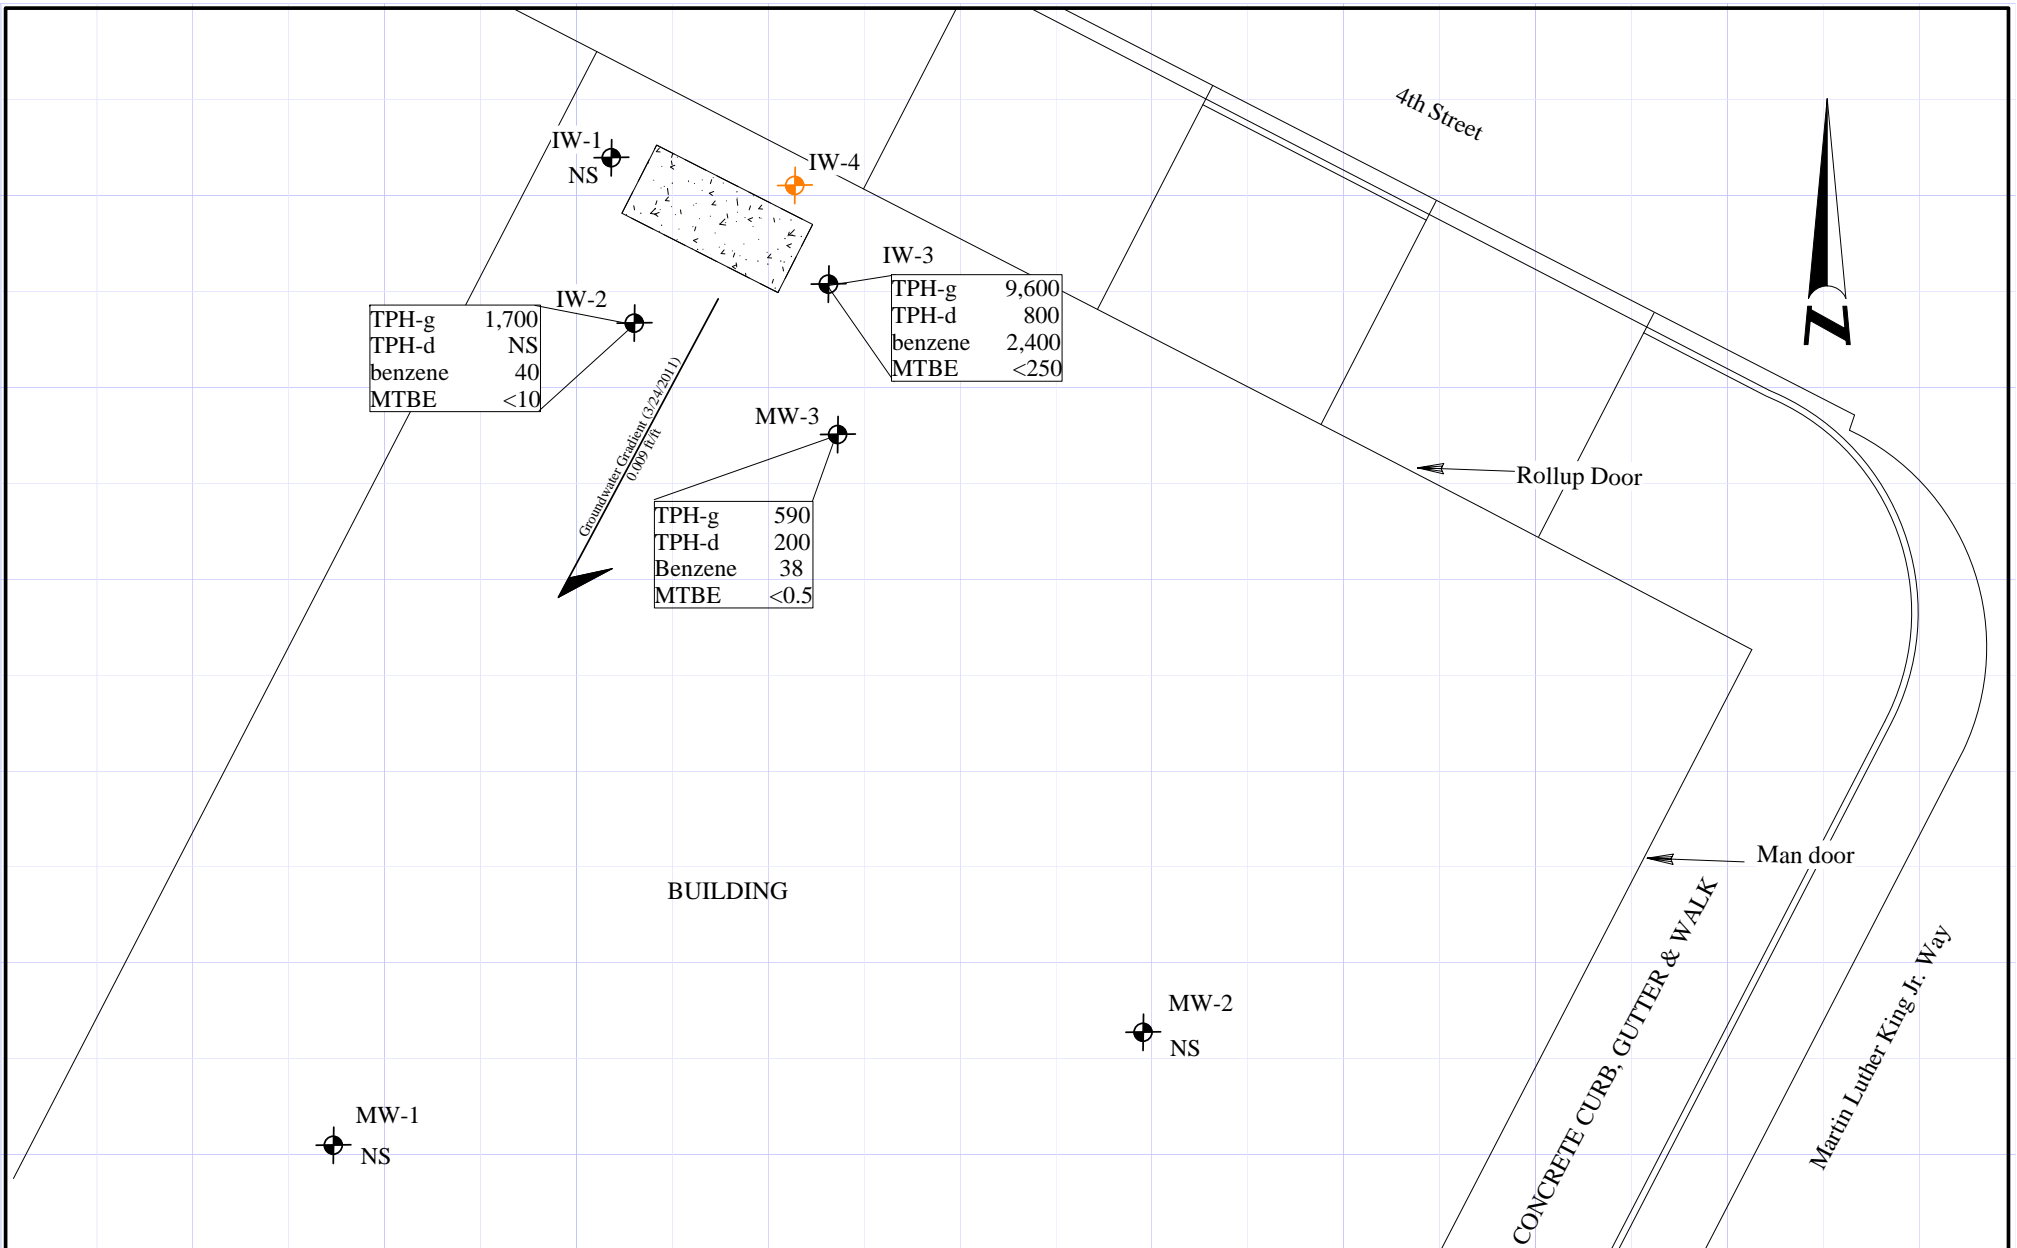 4th Street
IW-1
NS
IW-4
IW-3
TPH-g 9,600
TPH-d 800
benzene 2,400
MTBE <250
IW-2
TPH-g 1,700
TPH-d NS
benzene 40
MTBE <10
Groundwater Gradient (3/24/2011)
0.009 ft/ft
MW-3
TPH-g 590
TPH-d 200
Benzene 38
MTBE <0.5
Z
Rollup Door
Man door
BUILDING
CONCRETE CURB, GUTTER & WALK
Martin Luther King Jr. Way
MW-2
NS
MW-1
NS